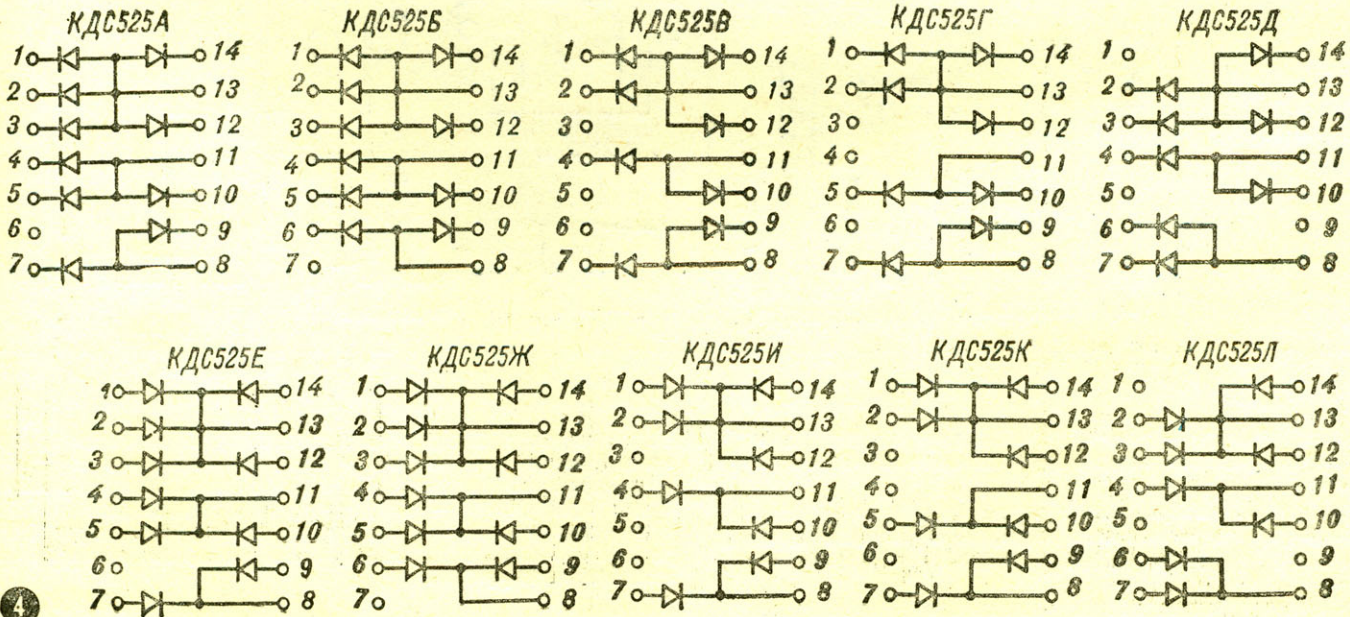 КДС525А КДС525Б КДС525В КДС525Г КДС525Д
1 14 1 14 1 14 1 14 1 14
2 13 2 13 2 13 2 13 2 13
3 12 3 12 3 12 3 12 3 12
4 11 4 11 4 11 4 11 4 11
5 10 5 10 5 10 5 10 5 10
6 9 6 9 6 9 6 9 6 9
7 8 7 8 7 8 7 8 7 8
КДС525Е КДС525Ж КДС525И КДС525К КДС525Л
1 14 1 14 1 14 1 14 1 14
2 13 2 13 2 13 2 13 2 13
3 12 3 12 3 12 3 12 3 12
4 11 4 11 4 11 4 11 4 11
5 10 5 10 5 10 5 10 5 10
6 9 6 9 6 9 6 9 6 9
7 8 7 8 7 8 7 8 7 8
4